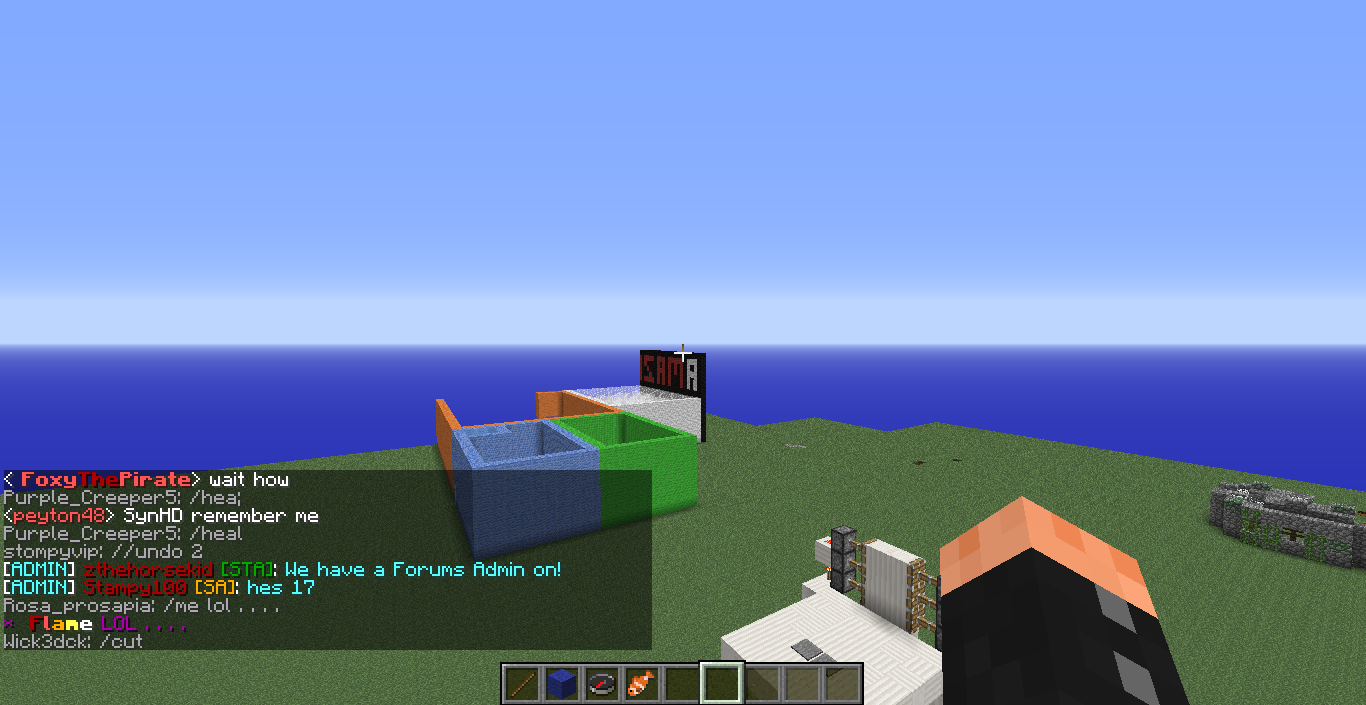 ISAMA
< FoxyThePirate> wait how
Purple_Creeper5: /hea;
<peyton48> SynHD remember me
Purple_Creeper5: /heal
stompyvip: //undo 2
[ADMIN] zthehorsekid [STA]: We have a Forums Admin on!
[ADMIN] Stampy100 [SA]: hes 17
Rosa_prosapia: /me lol . . . .
* Flame LOL . . . .
Wick3dck: /cut